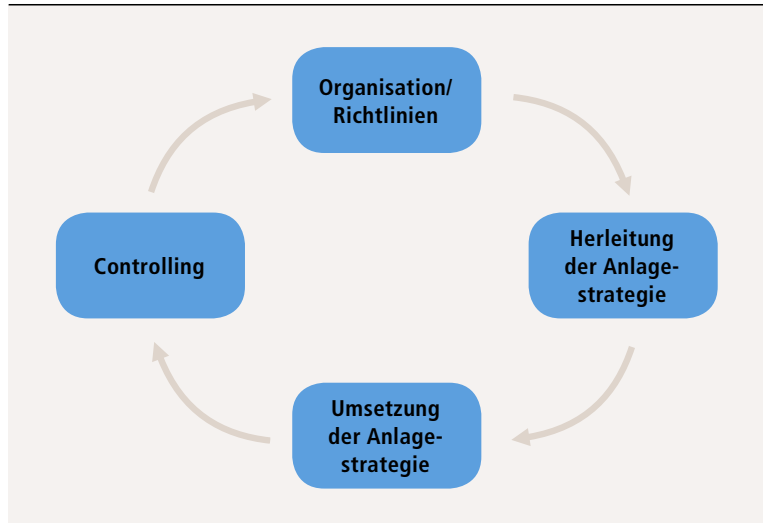 Organisation/
Richtlinien
Herleitung
der Anlage-
strategie
Umsetzung
der Anlage-
strategie
Controlling